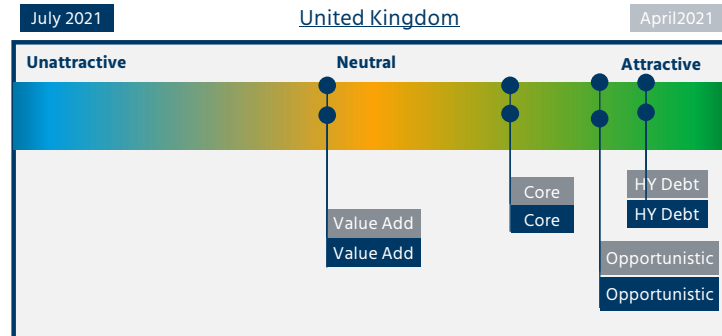 July 2021
United Kingdom
April2021
Unattractive
Neutral
Attractive
Value Add
Value Add
Core
Core
HY Debt
HY Debt
Opportunistic
Opportunistic